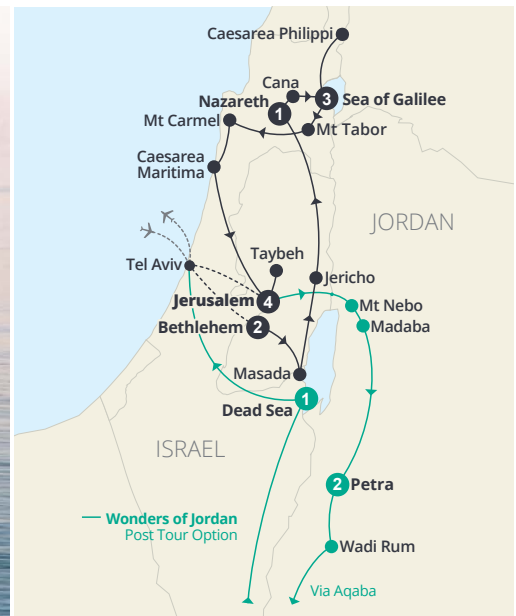 Caesarea Philippi
Cana
Nazareth
1
3
Sea of Galilee
Mt Carmel
Mt Tabor
Caesarea
Maritima
JORDAN
Taybeh
Tel Aviv
Jericho
Jerusalem
4
Mt Nebo
Bethlehem
2
Madaba
Masada
Dead Sea
1
ISRAEL
2
Petra
Wonders of Jordan
Post Tour Option
Wadi Rum
Via Aqaba